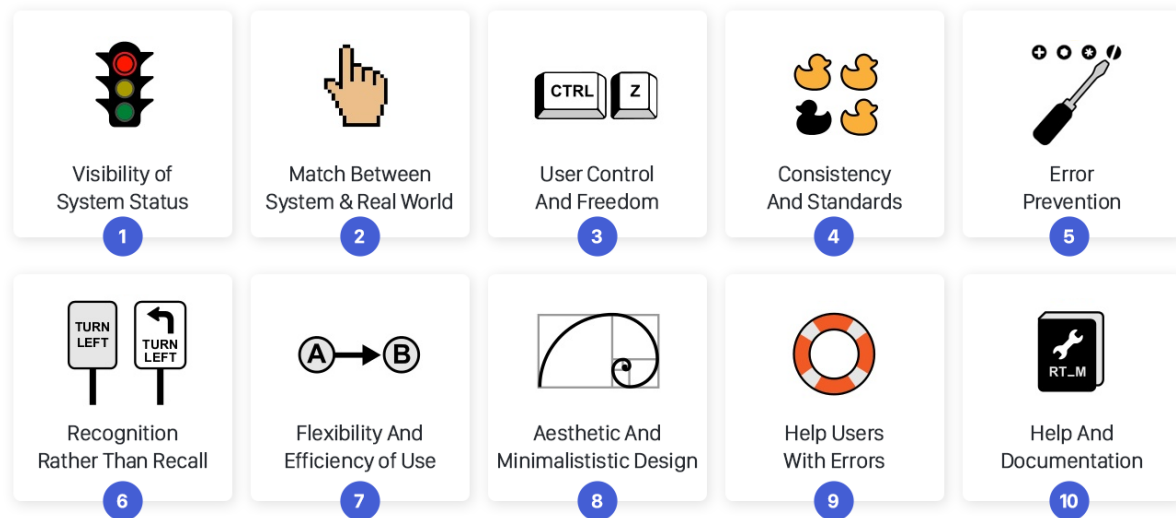 CTRL
Z
Visibility of
System Status
1
Match Between
System & Real World
2
User Control
And Freedom
3
Consistency
And Standards
4
Error
Prevention
5
TURN
LEFT
TURN
LEFT
Recognition
Rather Than Recall
6
A
B
Flexibility And
Efficiency of Use
7
Aesthetic And
Minimalististic Design
8
Help Users
With Errors
9
RT_M
Help And
Documentation
10